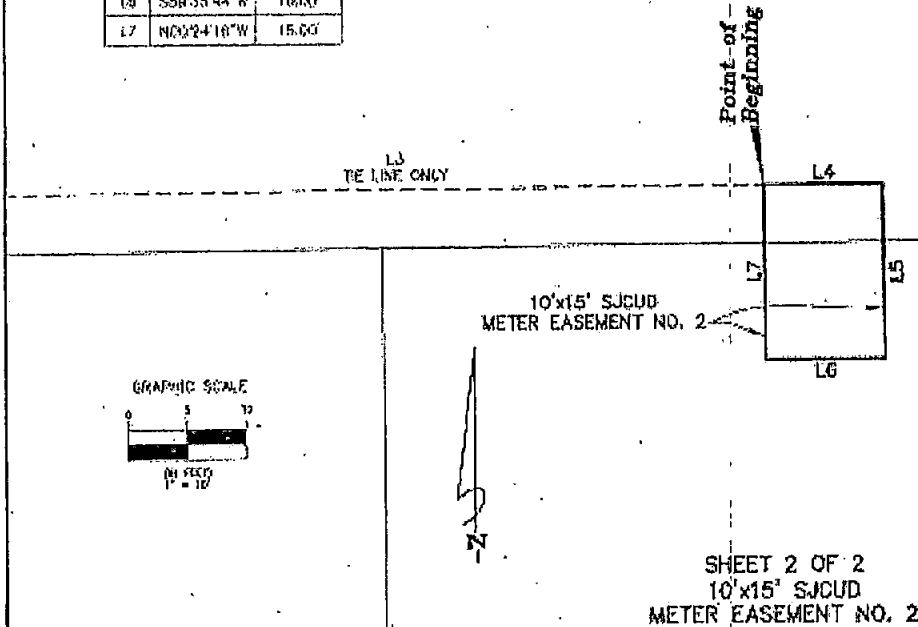 L7 N00°24'16"W 15.00'
Point of
Beginning
L3
TIE LINE ONLY
L4
L7
L5
10'x15' SJCUD
METER EASEMENT NO. 2
L6
GRAPHIC SCALE
0 5 10
(IN FEET)
1" = 10'
N
SHEET 2 OF 2
10'x15' SJCUD
METER EASEMENT NO. 2